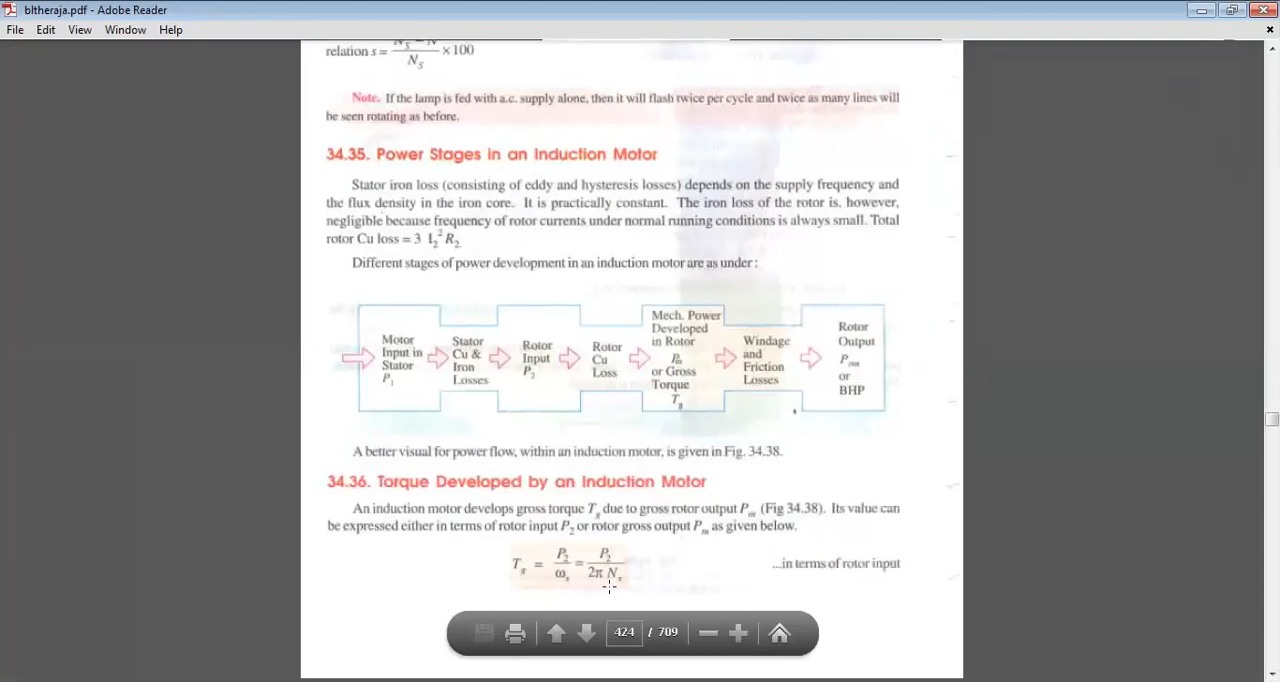 bltheraja.pdf - Adobe Reader
File Edit View Window Help
relation s = (N_S − N)/N_S × 100
Note. If the lamp is fed with a.c. supply alone, then it will flash twice per cycle and twice as many lines will
be seen rotating as before.
34.35. Power Stages in an Induction Motor
Stator iron loss (consisting of eddy and hysteresis losses) depends on the supply frequency and
the flux density in the iron core. It is practically constant. The iron loss of the rotor is, however,
negligible because frequency of rotor currents under normal running conditions is always small. Total
rotor Cu loss = 3 I₂² R₂
Different stages of power development in an induction motor are as under :
Motor
Input in
Stator
P₁
Stator
Cu &
Iron
Losses
Rotor
Input
P₂
Rotor
Cu
Loss
Mech. Power
Developed
in Rotor
Pₘ
or Gross
Torque
T_g
Windage
and
Friction
Losses
Rotor
Output
P_out
or
BHP
A better visual for power flow, within an induction motor, is given in Fig. 34.38.
34.36. Torque Developed by an Induction Motor
An induction motor develops gross torque T_g due to gross rotor output Pₘ (Fig 34.38). Its value can
be expressed either in terms of rotor input P₂ or rotor gross output Pₘ as given below.
T_g = P₂/ω_s = P₂/2π N_s ...in terms of rotor input
424 / 709